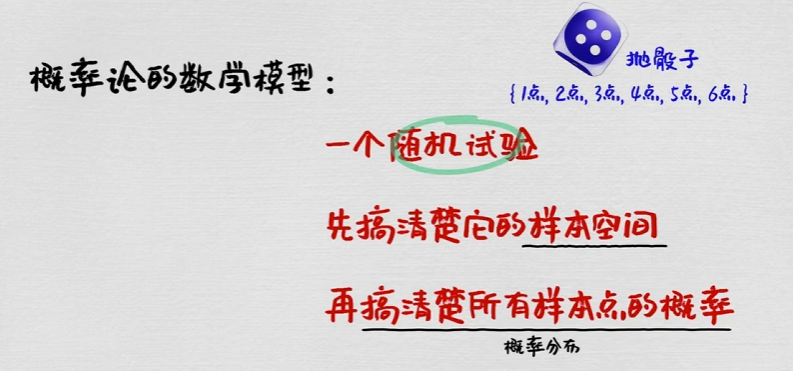 抛骰子
{1点, 2点, 3点, 4点, 5点, 6点}
概率论的数学模型：
一个随机试验
先搞清楚它的样本空间
再搞清楚所有样本点的概率
概率分布